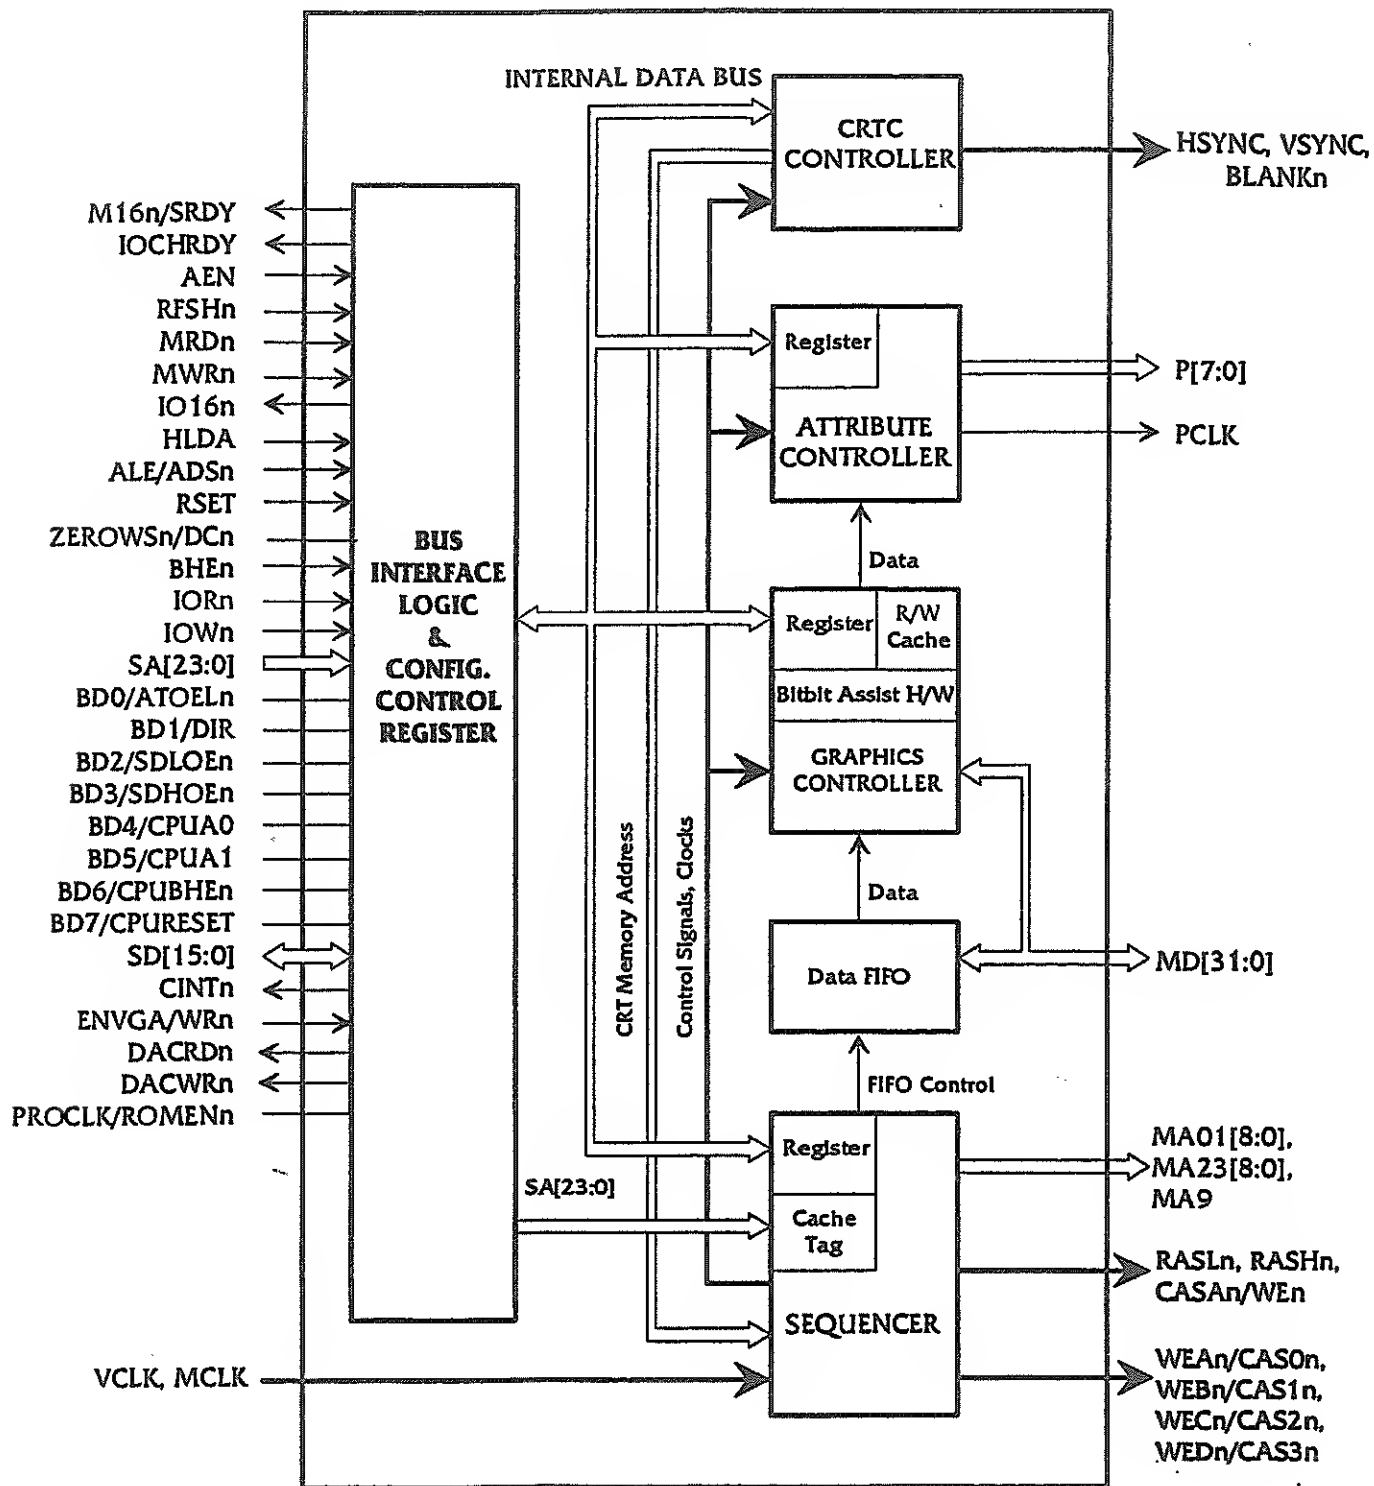 INTERNAL DATA BUS
CRTC
CONTROLLER
HSYNC, VSYNC,
BLANKn
M16n/SRDY
IOCHRDY
AEN
RFSHn
MRDn
MWRn
IO16n
HLDA
ALE/ADSn
RSET
ZEROWSn/DCn
BHEn
IORn
IOWn
SA[23:0]
BD0/ATOELn
BD1/DIR
BD2/SDLOEn
BD3/SDHOEn
BD4/CPUA0
BD5/CPUA1
BD6/CPUBHEn
BD7/CPURESET
SD[15:0]
CINTn
ENVGA/WRn
DACRDn
DACWRn
PROCLK/ROMENn
VCLK, MCLK
BUS
INTERFACE
LOGIC
&
CONFIG.
CONTROL
REGISTER
SA[23:0]
CRT Memory Address
Control Signals, Clocks
Register
ATTRIBUTE
CONTROLLER
P[7:0]
PCLK
Data
Register
R/W
Cache
Bitbit Assist H/W
GRAPHICS
CONTROLLER
Data
Data FIFO
MD[31:0]
FIFO Control
Register
Cache
Tag
SEQUENCER
MA01[8:0],
MA23[8:0],
MA9
RASLn, RASHn,
CASAn/WEn
WEAn/CAS0n,
WEBn/CAS1n,
WECn/CAS2n,
WEDn/CAS3n